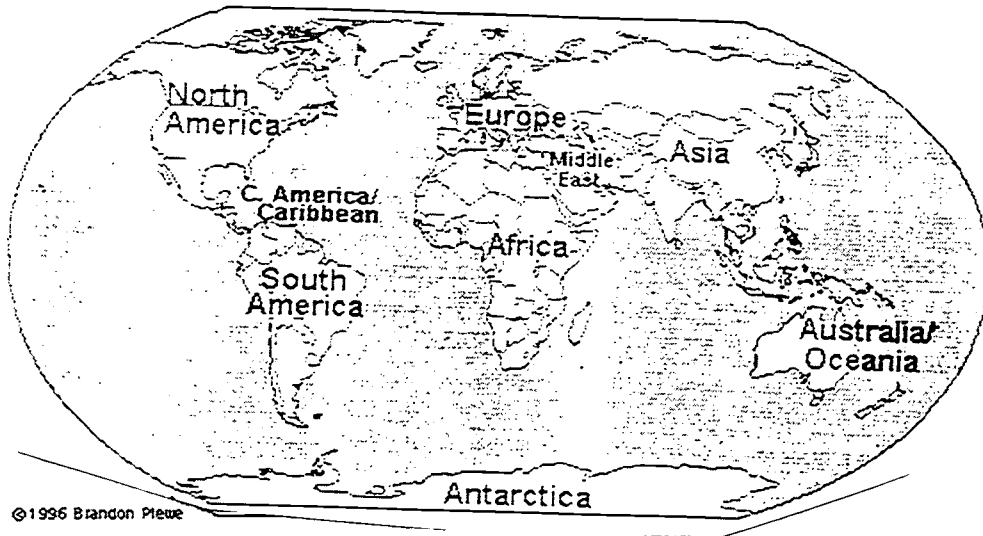 North
America
Europe
Middle
East
Asia
C. America/
Caribbean
Africa
South
America
Australia/
Oceania
Antarctica
©1996 Brandon Plewe